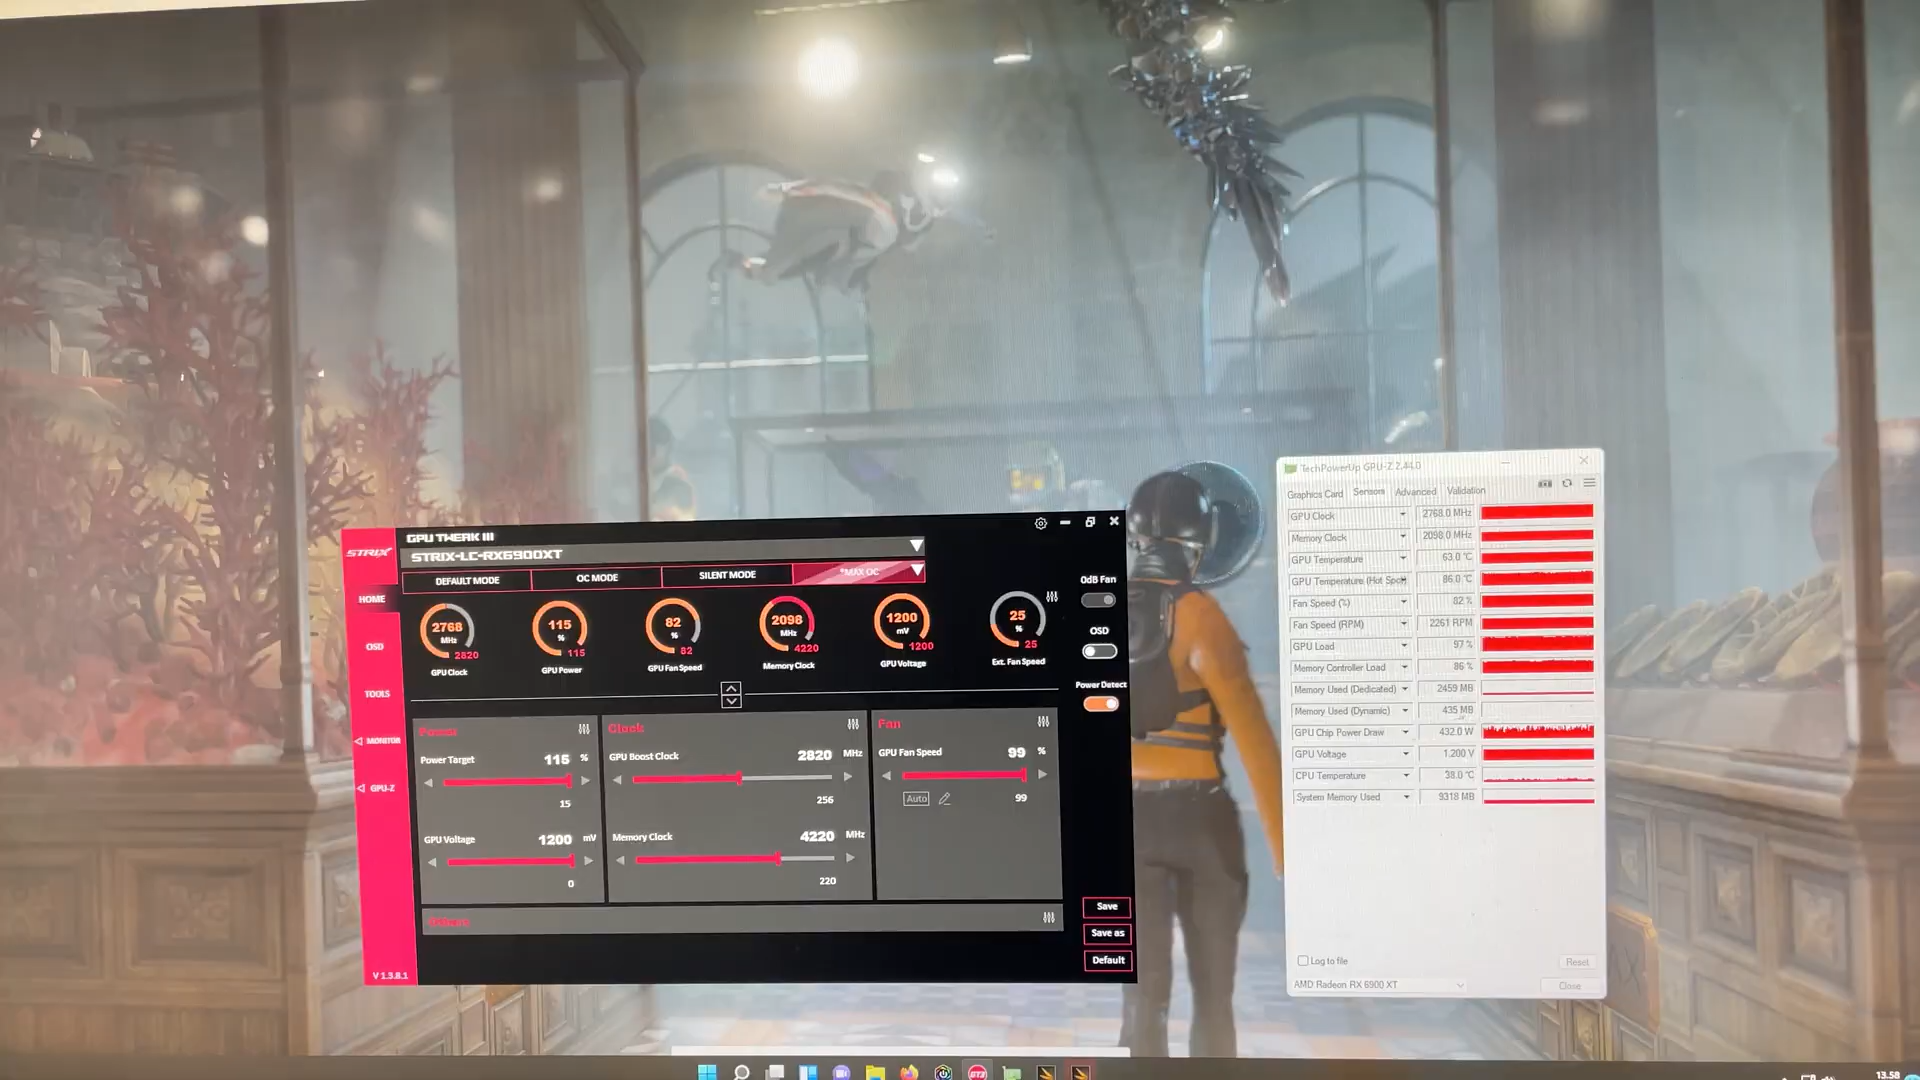 GPU TWEAK III
STRIX
STRIX-LC-RX6900XT
DEFAULT MODE
OC MODE
SILENT MODE
*MAX OC
HOME
OSD
TOOLS
MONITOR
GPU-Z
V 1.3.8.1
2768
MHz
2820
GPU Clock
115
%
115
GPU Power
82
%
82
GPU Fan Speed
2098
MHz
4220
Memory Clock
1200
mV
1200
GPU Voltage
25
%
25
Ext. Fan Speed
0dB Fan
OSD
Power Detect
Power
Power Target 115 %
15
GPU Voltage 1200 mV
0
Clock
GPU Boost Clock 2820 MHz
256
Memory Clock 4220 MHz
220
Fan
GPU Fan Speed 99 %
Auto
99
Others
Save
Save as
Default
TechPowerUp GPU-Z 2.44.0
Graphics Card Sensors Advanced Validation
GPU Clock 2768.0 MHz
Memory Clock 2098.0 MHz
GPU Temperature 63.0 °C
GPU Temperature (Hot Spot) 86.0 °C
Fan Speed (%) 82 %
Fan Speed (RPM) 2261 RPM
GPU Load 97 %
Memory Controller Load 86 %
Memory Used (Dedicated) 2459 MB
Memory Used (Dynamic) 435 MB
GPU Chip Power Draw 432.0 W
GPU Voltage 1.200 V
CPU Temperature 38.0 °C
System Memory Used 9318 MB
Log to file
Reset
AMD Radeon RX 6900 XT
Close
GT3
13.58